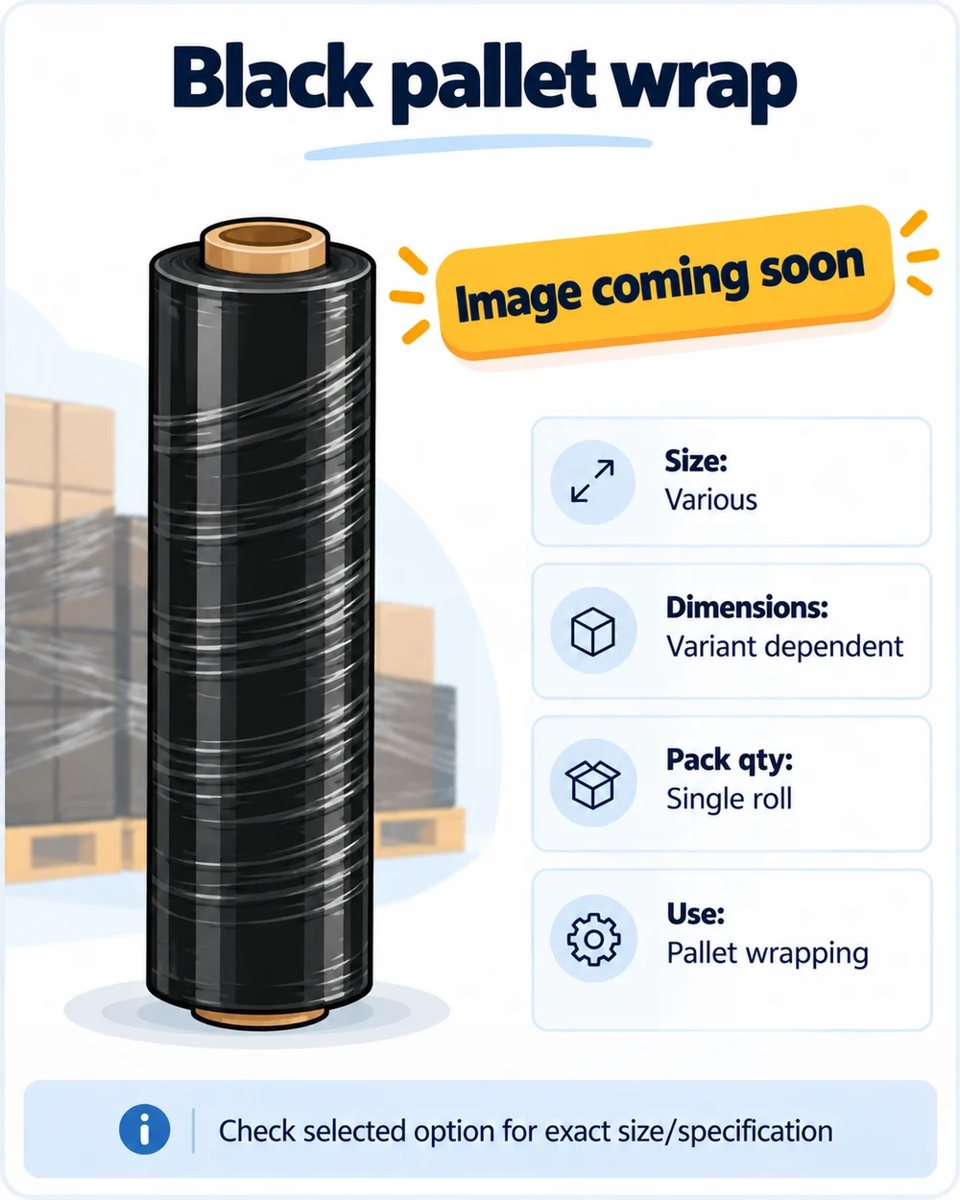 Black pallet wrap
Image coming soon
Size:
Various
Dimensions:
Variant dependent
Pack qty:
Single roll
Use:
Pallet wrapping
Check selected option for exact size/specification